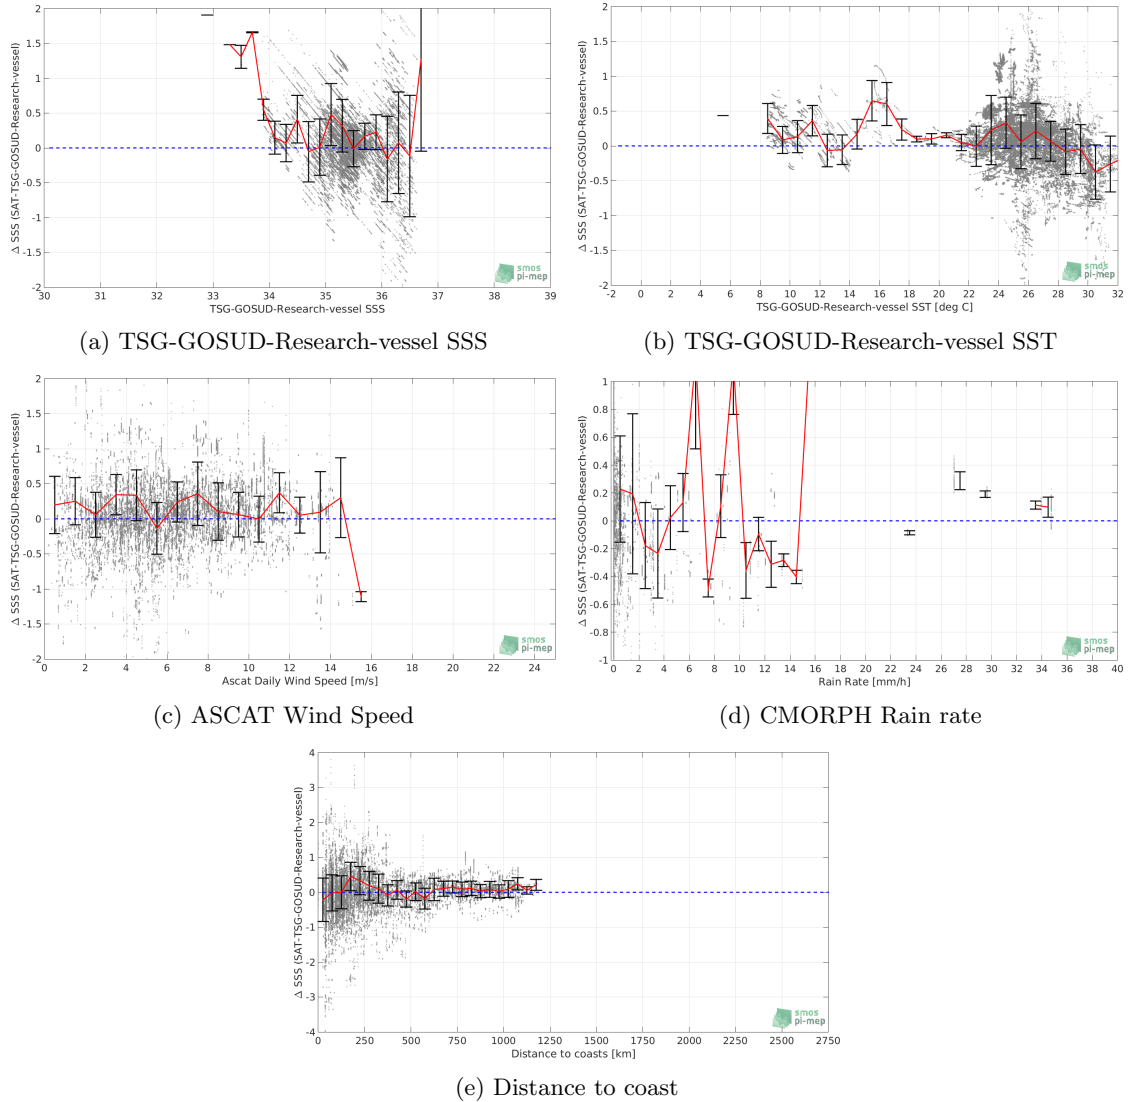 Δ SSS (SAT-TSG-GOSUD-Research-vessel)
2
1.5
1
0.5
0
-0.5
-1
-1.5
-2
30 31 32 33 34 35 36 37 38 39
TSG-GOSUD-Research-vessel SSS
smos
pi-mep
(a) TSG-GOSUD-Research-vessel SSS
Δ SSS (SAT-TSG-GOSUD-Research-vessel)
2
1.5
1
0.5
0
-0.5
-1
-1.5
-2
-2 0 2 4 6 8 10 12 14 16 18 20 22 24 26 28 30 32
TSG-GOSUD-Research-vessel SST [deg C]
smos
pi-mep
(b) TSG-GOSUD-Research-vessel SST
Δ SSS (SAT-TSG-GOSUD-Research-vessel)
2
1.5
1
0.5
0
-0.5
-1
-1.5
-2
0 2 4 6 8 10 12 14 16 18 20 22 24
Ascat Daily Wind Speed [m/s]
smos
pi-mep
(c) ASCAT Wind Speed
Δ SSS (SAT-TSG-GOSUD-Research-vessel)
1
0.8
0.6
0.4
0.2
0
-0.2
-0.4
-0.6
-0.8
-1
0 2 4 6 8 10 12 14 16 18 20 22 24 26 28 30 32 34 36 38 40
Rain Rate [mm/h]
smos
pi-mep
(d) CMORPH Rain rate
Δ SSS (SAT-TSG-GOSUD-Research-vessel)
4
3
2
1
0
-1
-2
-3
-4
0 250 500 750 1000 1250 1500 1750 2000 2250 2500 2750
Distance to coasts [km]
smos
pi-mep
(e) Distance to coast